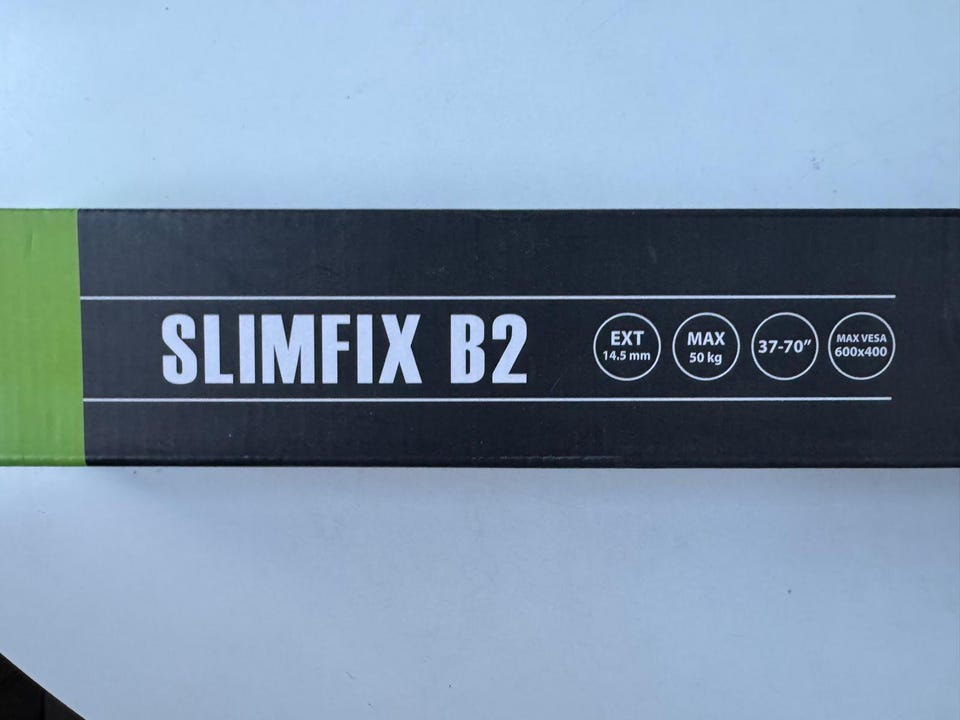 SLIMFIX B2
EXT
14.5 mm
MAX
50 kg
37-70”
MAX VESA
600x400